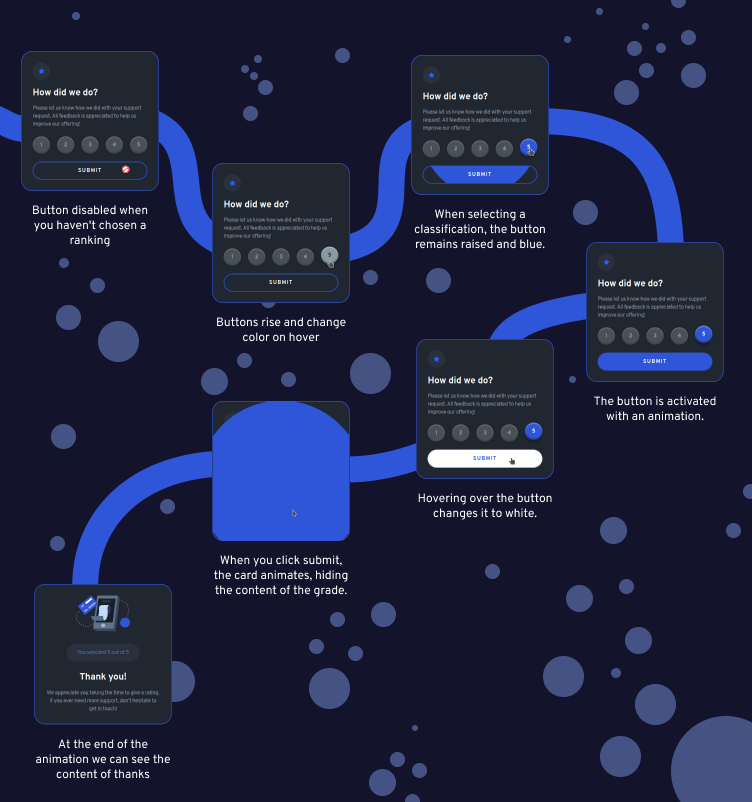 How did we do?
Please let us know how we did with your support
request. All feedback is appreciated to help us
improve our offering!
1 2 3 4 5
SUBMIT
Button disabled when
you haven't chosen a
ranking
How did we do?
Please let us know how we did with your support
request. All feedback is appreciated to help us
improve our offering!
1 2 3 4 5
SUBMIT
Buttons rise and change
color on hover
How did we do?
Please let us know how we did with your support
request. All feedback is appreciated to help us
improve our offering!
1 2 3 4 5
SUBMIT
When selecting a
classification, the button
remains raised and blue.
How did we do?
Please let us know how we did with your support
request. All feedback is appreciated to help us
improve our offering!
1 2 3 4 5
SUBMIT
The button is activated
with an animation.
How did we do?
Please let us know how we did with your support
request. All feedback is appreciated to help us
improve our offering!
1 2 3 4 5
SUBMIT
Hovering over the button
changes it to white.
When you click submit,
the card animates, hiding
the content of the grade.
You selected 5 out of 5
Thank you!
We appreciate you taking the time to give a rating.
If you ever need more support, don't hesitate to
get in touch!
At the end of the
animation we can see the
content of thanks